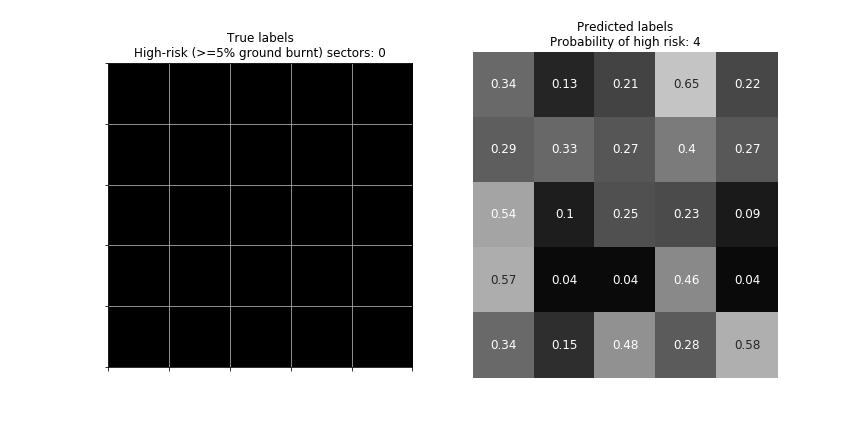 True labels
High-risk (>=5% ground burnt) sectors: 0
Predicted labels
Probability of high risk: 4
0.34 0.13 0.21 0.65 0.22
0.29 0.33 0.27 0.4 0.27
0.54 0.1 0.25 0.23 0.09
0.57 0.04 0.04 0.46 0.04
0.34 0.15 0.48 0.28 0.58